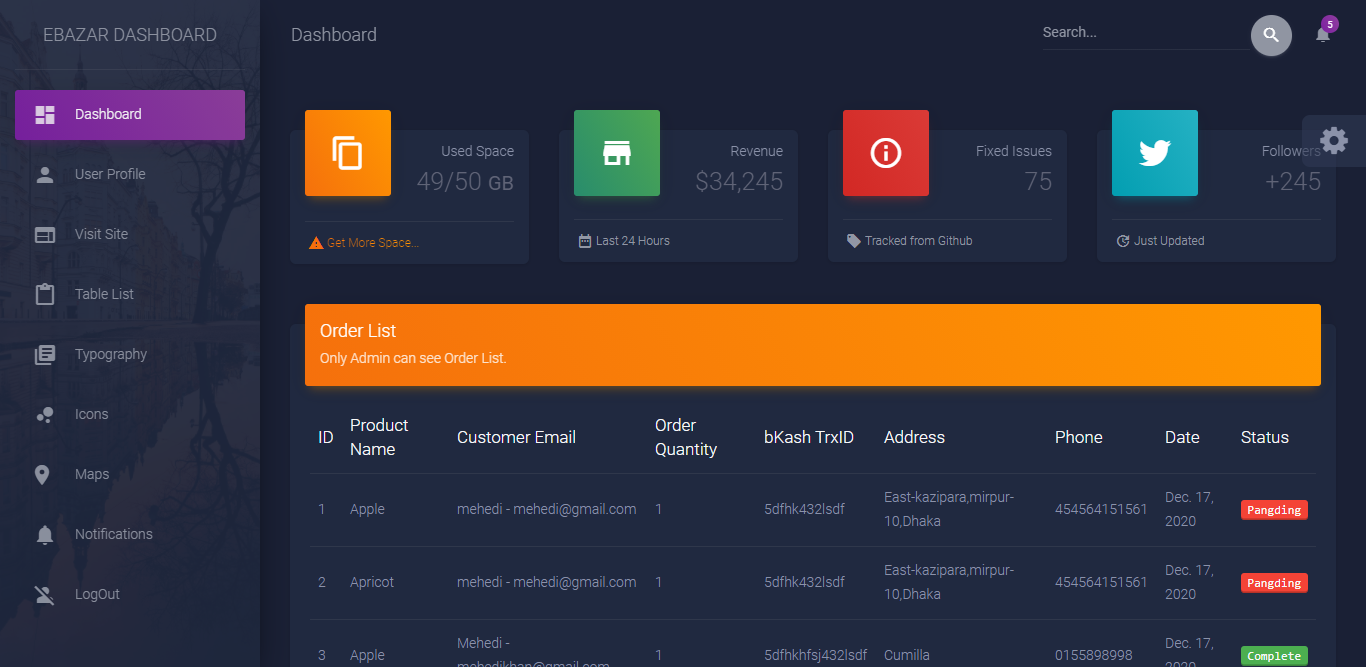 EBAZAR DASHBOARD
Dashboard
Search...
5
Dashboard
User Profile
Visit Site
Table List
Typography
Icons
Maps
Notifications
LogOut
Used Space
49/50 GB
Get More Space...
Revenue
$34,245
Last 24 Hours
Fixed Issues
75
Tracked from Github
Followers
+245
Just Updated
Order List
Only Admin can see Order List.
ID Product Name Customer Email Order Quantity bKash TrxID Address Phone Date Status
1 Apple mehedi - mehedi@gmail.com 1 5dfhk432lsdf East-kazipara,mirpur-10,Dhaka 454564151561 Dec. 17, 2020 Pangding
2 Apricot mehedi - mehedi@gmail.com 1 5dfhk432lsdf East-kazipara,mirpur-10,Dhaka 454564151561 Dec. 17, 2020 Pangding
3 Apple Mehedi - mehedikhan@gmail.com 1 5dfhkhfsj432lsdf Cumilla 0155898998 Dec. 17, 2020 Complete